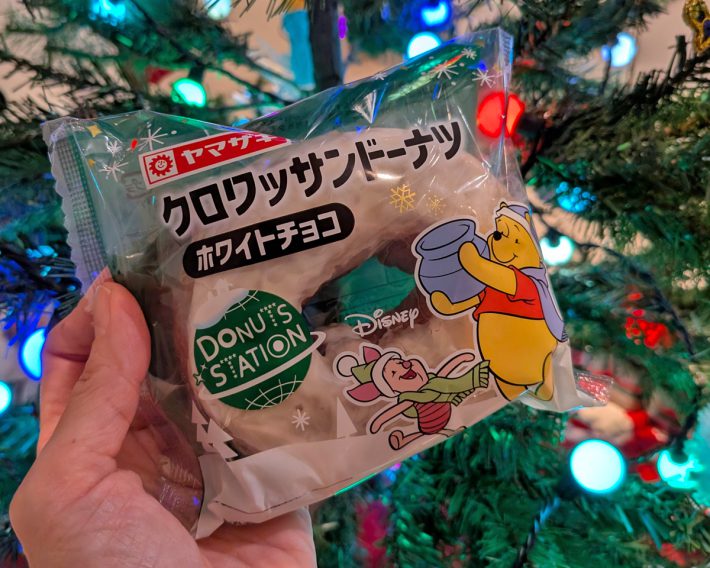 ヤマザキ
クロワッサンドーナツ
ホワイトチョコ
DONUTS
STATION
Disney